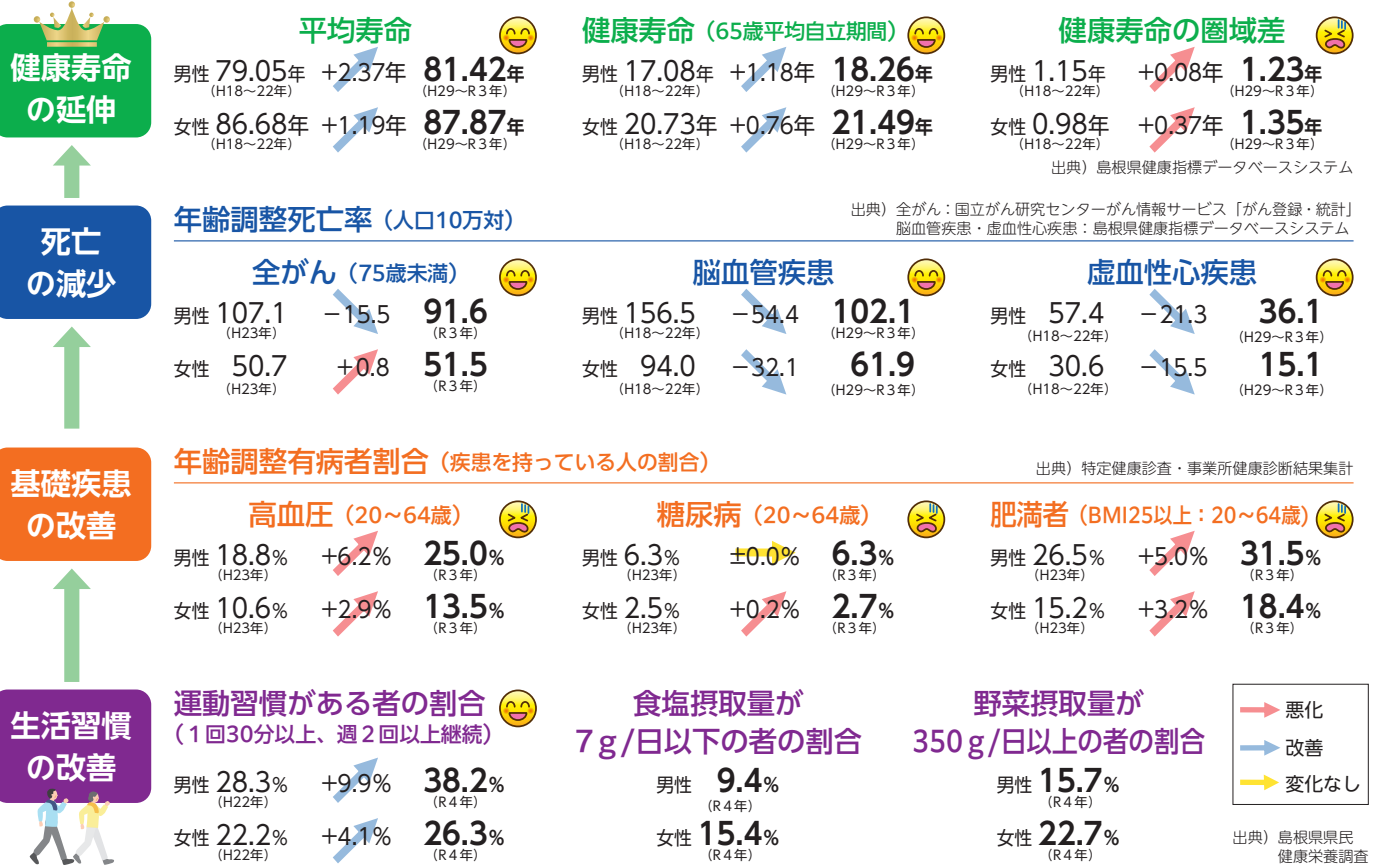 健康寿命
の延伸
平均寿命
男性 79.05年 +2.37年 81.42年
(H18～22年) (H29～R3年)
女性 86.68年 +1.19年 87.87年
(H18～22年) (H29～R3年)
健康寿命（65歳平均自立期間）
男性 17.08年 +1.18年 18.26年
(H18～22年) (H29～R3年)
女性 20.73年 +0.76年 21.49年
(H18～22年) (H29～R3年)
健康寿命の圏域差
男性 1.15年 +0.08年 1.23年
(H18～22年) (H29～R3年)
女性 0.98年 +0.37年 1.35年
(H18～22年) (H29～R3年)
出典）島根県健康指標データベースシステム
死亡
の減少
年齢調整死亡率（人口10万対）
出典）全がん：国立がん研究センターがん情報サービス「がん登録・統計」
脳血管疾患・虚血性心疾患：島根県健康指標データベースシステム
全がん（75歳未満）
男性 107.1 －15.5 91.6
(H23年) (R3年)
女性 50.7 +0.8 51.5
(H23年) (R3年)
脳血管疾患
男性 156.5 －54.4 102.1
(H18～22年) (H29～R3年)
女性 94.0 －32.1 61.9
(H18～22年) (H29～R3年)
虚血性心疾患
男性 57.4 －21.3 36.1
(H18～22年) (H29～R3年)
女性 30.6 －15.5 15.1
(H18～22年) (H29～R3年)
基礎疾患
の改善
年齢調整有病者割合（疾患を持っている人の割合）
出典）特定健康診査・事業所健康診断結果集計
高血圧（20～64歳）
男性 18.8% +6.2% 25.0%
(H23年) (R3年)
女性 10.6% +2.9% 13.5%
(H23年) (R3年)
糖尿病（20～64歳）
男性 6.3% ±0.0% 6.3%
(H23年) (R3年)
女性 2.5% +0.2% 2.7%
(H23年) (R3年)
肥満者（BMI25以上：20～64歳）
男性 26.5% +5.0% 31.5%
(H23年) (R3年)
女性 15.2% +3.2% 18.4%
(H23年) (R3年)
生活習慣
の改善
運動習慣がある者の割合
（1回30分以上、週2回以上継続）
男性 28.3% +9.9% 38.2%
(H22年) (R4年)
女性 22.2% +4.1% 26.3%
(H22年) (R4年)
食塩摂取量が
7g/日以下の者の割合
男性 9.4%
(R4年)
女性 15.4%
(R4年)
野菜摂取量が
350g/日以上の者の割合
男性 15.7%
(R4年)
女性 22.7%
(R4年)
悪化
改善
変化なし
出典）島根県県民
健康栄養調査